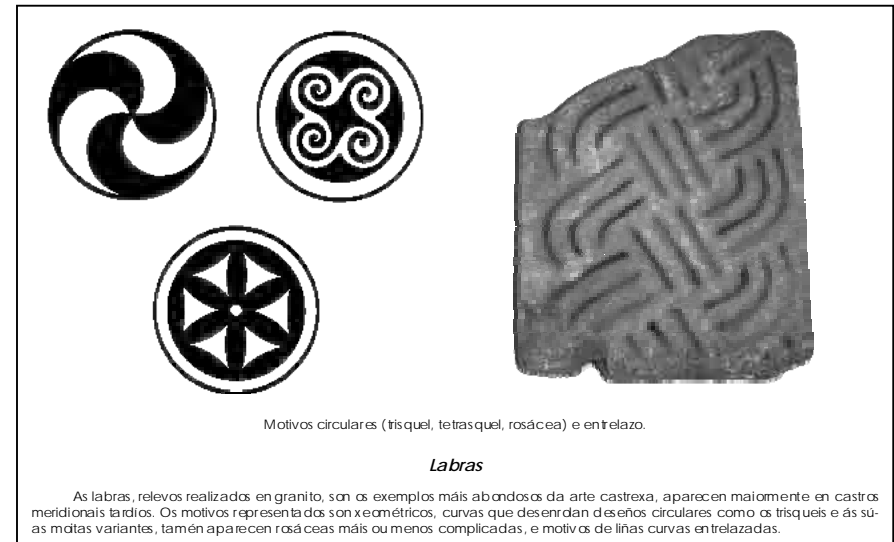 Motivos circulares (trisquel, tetrasquel, rosácea) e entrelazo.
Labras
As labras, relevos realizados en granito, son os exemplos máis abondosos da arte castrexa, aparecen maiormente en castros
meridionais tardíos. Os motivos representados son xeométricos, curvas que desenrolan deseños circulares como os trisqueis e ás sú-
as moitas variantes, tamén aparecen rosáceas máis ou menos complicadas, e motivos de liñas curvas entrelazadas.